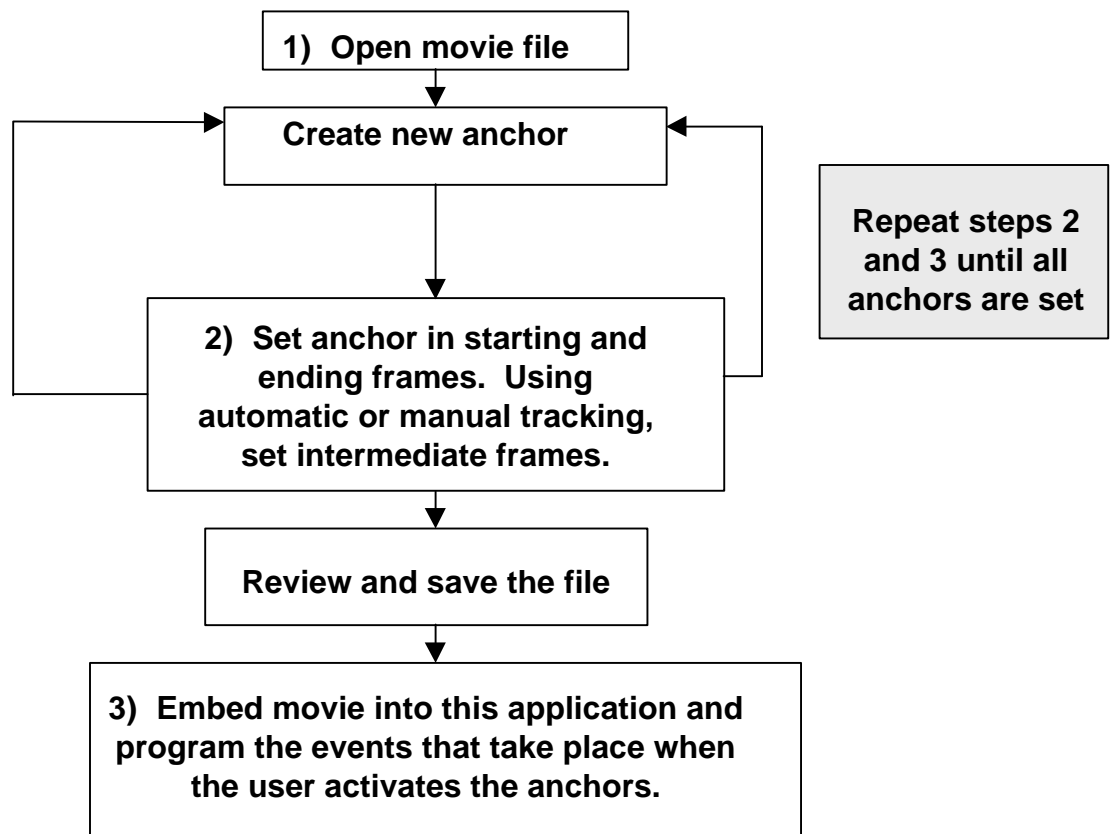 1) Open movie file
Create new anchor
Repeat steps 2
and 3 until all
anchors are set
2) Set anchor in starting and
ending frames. Using
automatic or manual tracking,
set intermediate frames.
Review and save the file
3) Embed movie into this application and
program the events that take place when
the user activates the anchors.